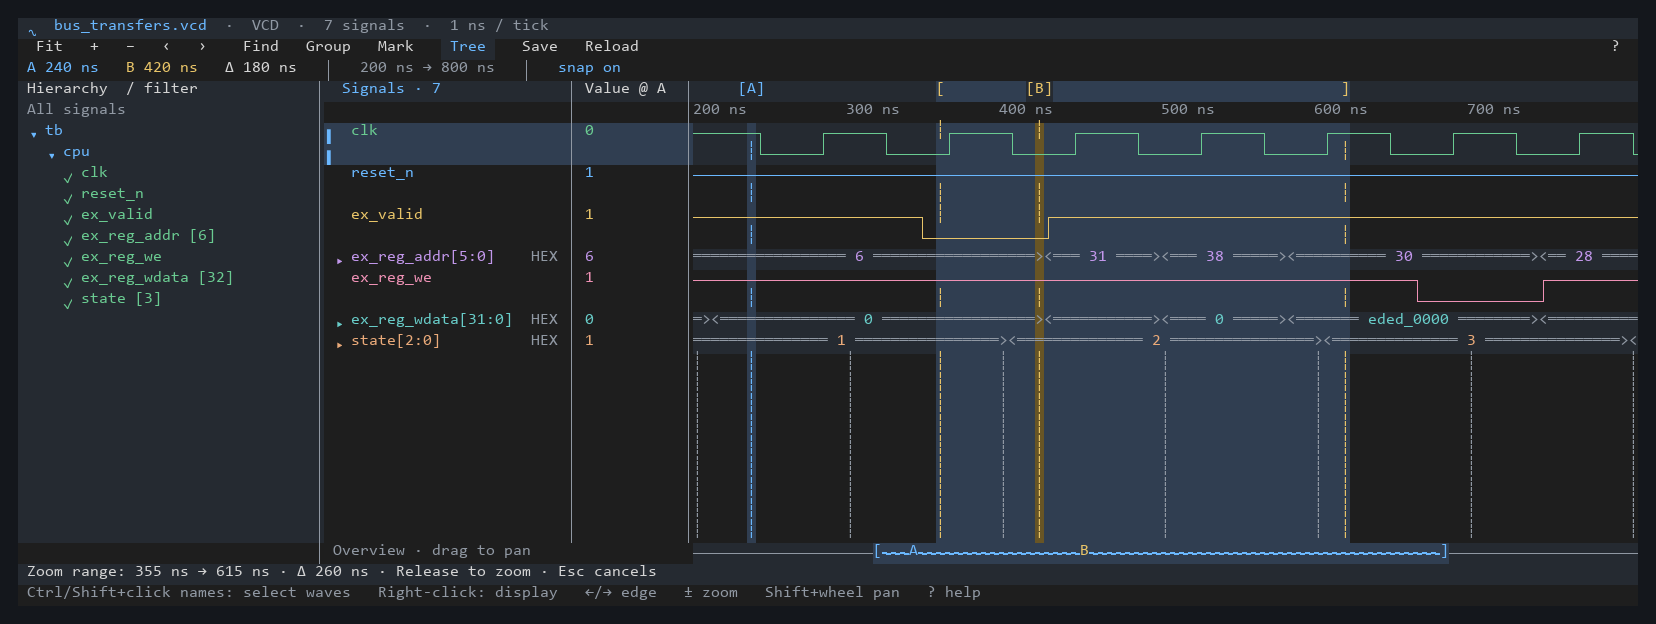 bus_transfers.vcd · VCD · 7 signals · 1 ns / tick
Fit + − ‹ › Find Group Mark Tree Save Reload ?
A 240 ns B 420 ns Δ 180 ns │ 200 ns → 800 ns │ snap on
Hierarchy / filter Signals · 7 Value @ A [A] [ [B] ]
All signals 200 ns 300 ns 400 ns 500 ns 600 ns 700 ns
▾ tb clk 0
▾ cpu
✓ clk reset_n 1
✓ reset_n
✓ ex_valid ex_valid 1
✓ ex_reg_addr [6]
✓ ex_reg_we ▸ ex_reg_addr[5:0] HEX 6 6 31 38 30 28
✓ ex_reg_wdata [32] ex_reg_we 1
✓ state [3]
▸ ex_reg_wdata[31:0] HEX 0 0 0 eded_0000
▸ state[2:0] HEX 1 1 2 3
Overview · drag to pan [ A B ]
Zoom range: 355 ns → 615 ns · Δ 260 ns · Release to zoom · Esc cancels
Ctrl/Shift+click names: select waves Right-click: display ←/→ edge ± zoom Shift+wheel pan ? help